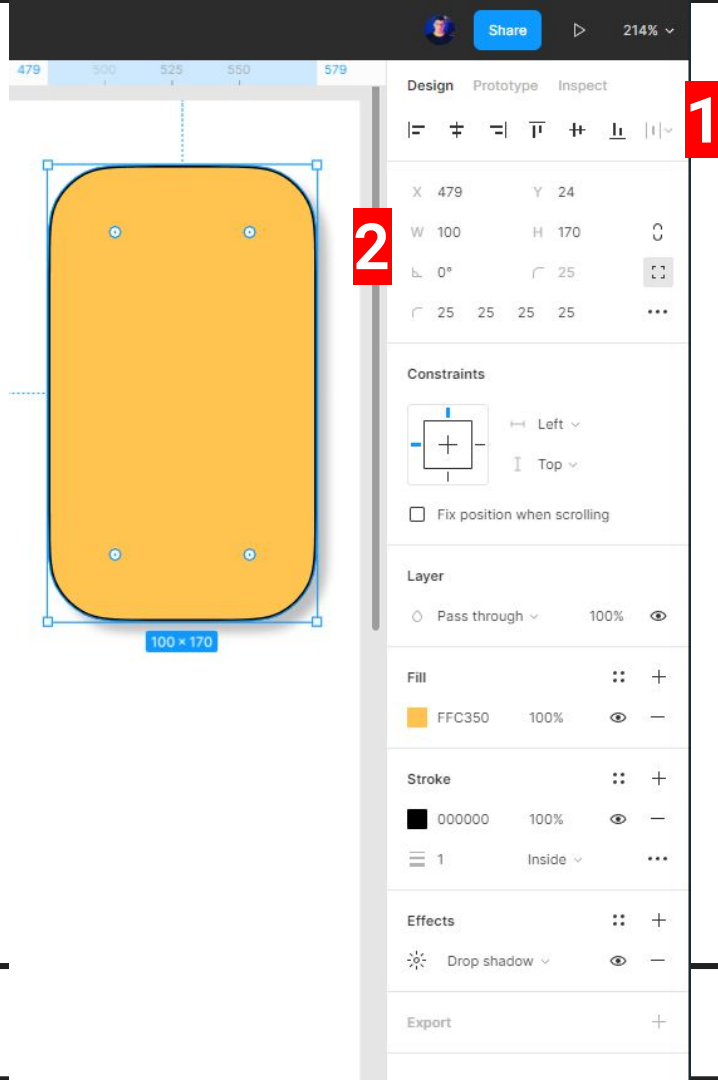 Share 214%
479 500 525 550 579
Design Prototype Inspect
1
X 479 Y 24
2
W 100 H 170
0° 25
25 25 25 25
Constraints
Left
Top
Fix position when scrolling
Layer
Pass through 100%
100 × 170
Fill
FFC350 100%
Stroke
000000 100%
1 Inside
Effects
Drop shadow
Export